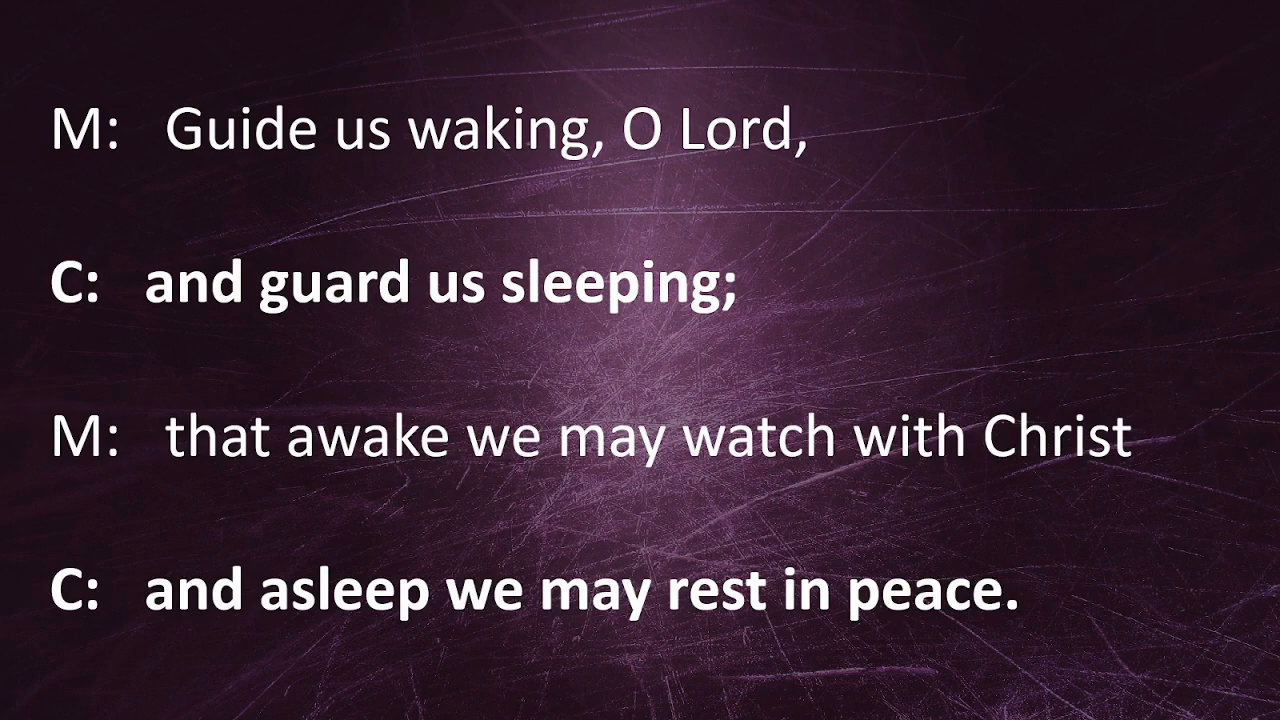 M: Guide us waking, O Lord,
C: and guard us sleeping;
M: that awake we may watch with Christ
C: and asleep we may rest in peace.